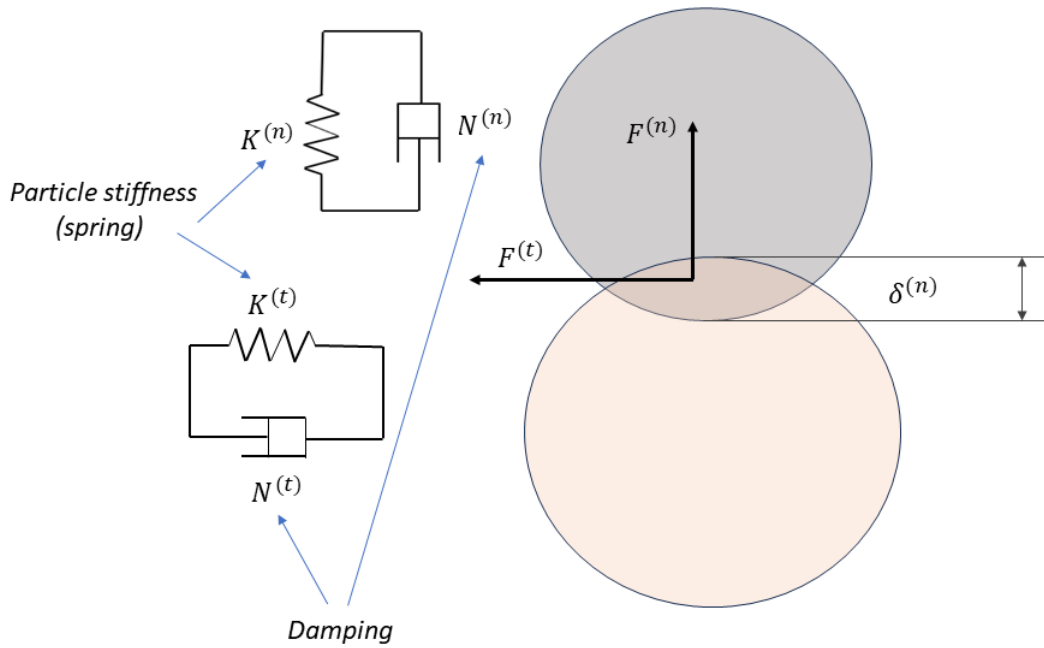 K⁽ⁿ⁾
N⁽ⁿ⁾
F⁽ⁿ⁾
Particle stiffness
(spring)
F⁽ᵗ⁾
δ⁽ⁿ⁾
K⁽ᵗ⁾
N⁽ᵗ⁾
Damping